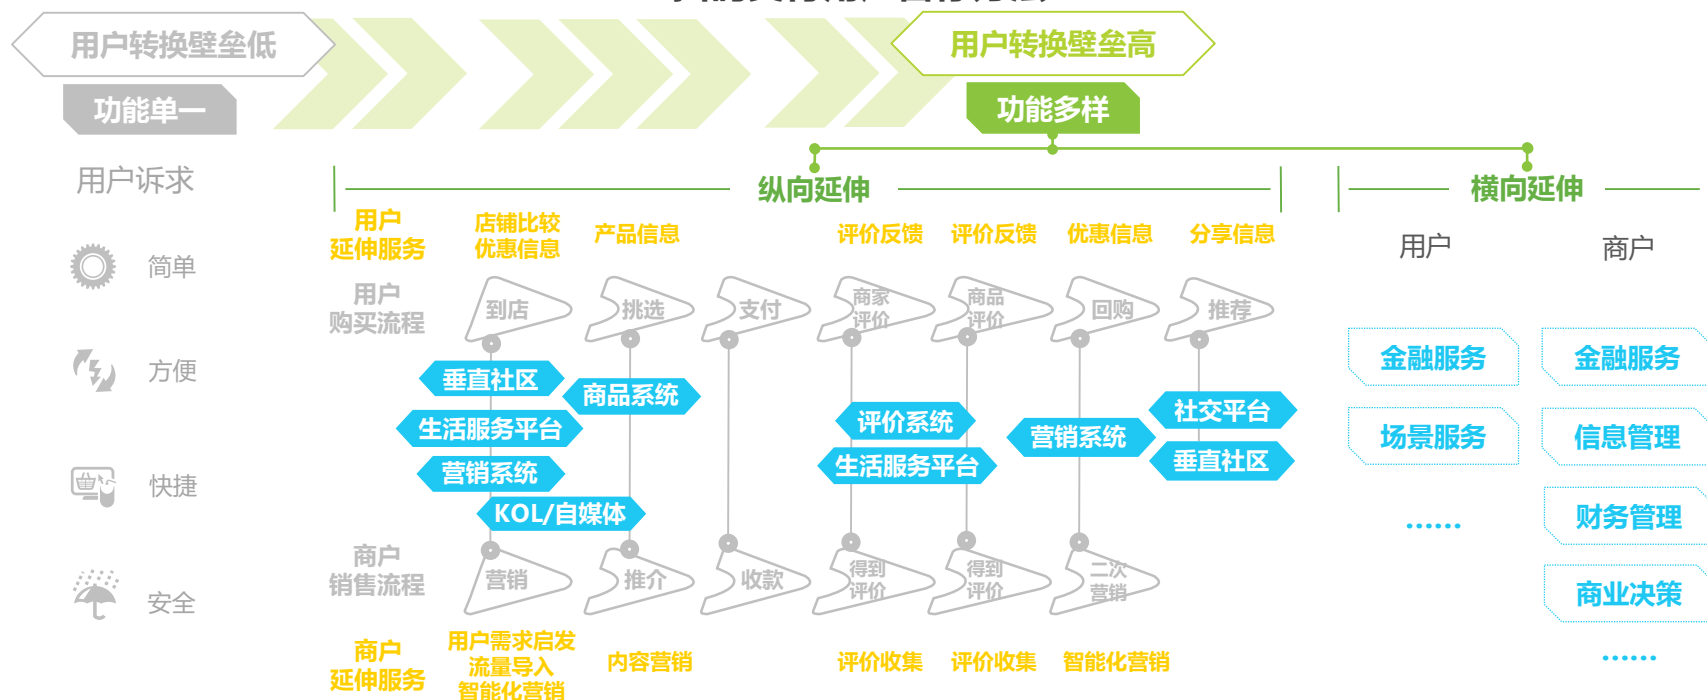 用户转换壁垒低
用户转换壁垒高
功能单一
功能多样
用户诉求
纵向延伸
横向延伸
用户
延伸服务
店铺比较
优惠信息
产品信息
评价反馈
评价反馈
优惠信息
分享信息
用户
商户
简单
用户
购买流程
到店
挑选
支付
商家
评价
商品
评价
回购
推荐
方便
垂直社区
商品系统
生活服务平台
营销系统
KOL/自媒体
评价系统
生活服务平台
营销系统
社交平台
垂直社区
金融服务
金融服务
场景服务
信息管理
快捷
......
财务管理
商户
销售流程
营销
推介
收款
得到
评价
得到
评价
二次
营销
安全
商业决策
商户
延伸服务
用户需求启发
流量导入
智能化营销
内容营销
评价收集
评价收集
智能化营销
......